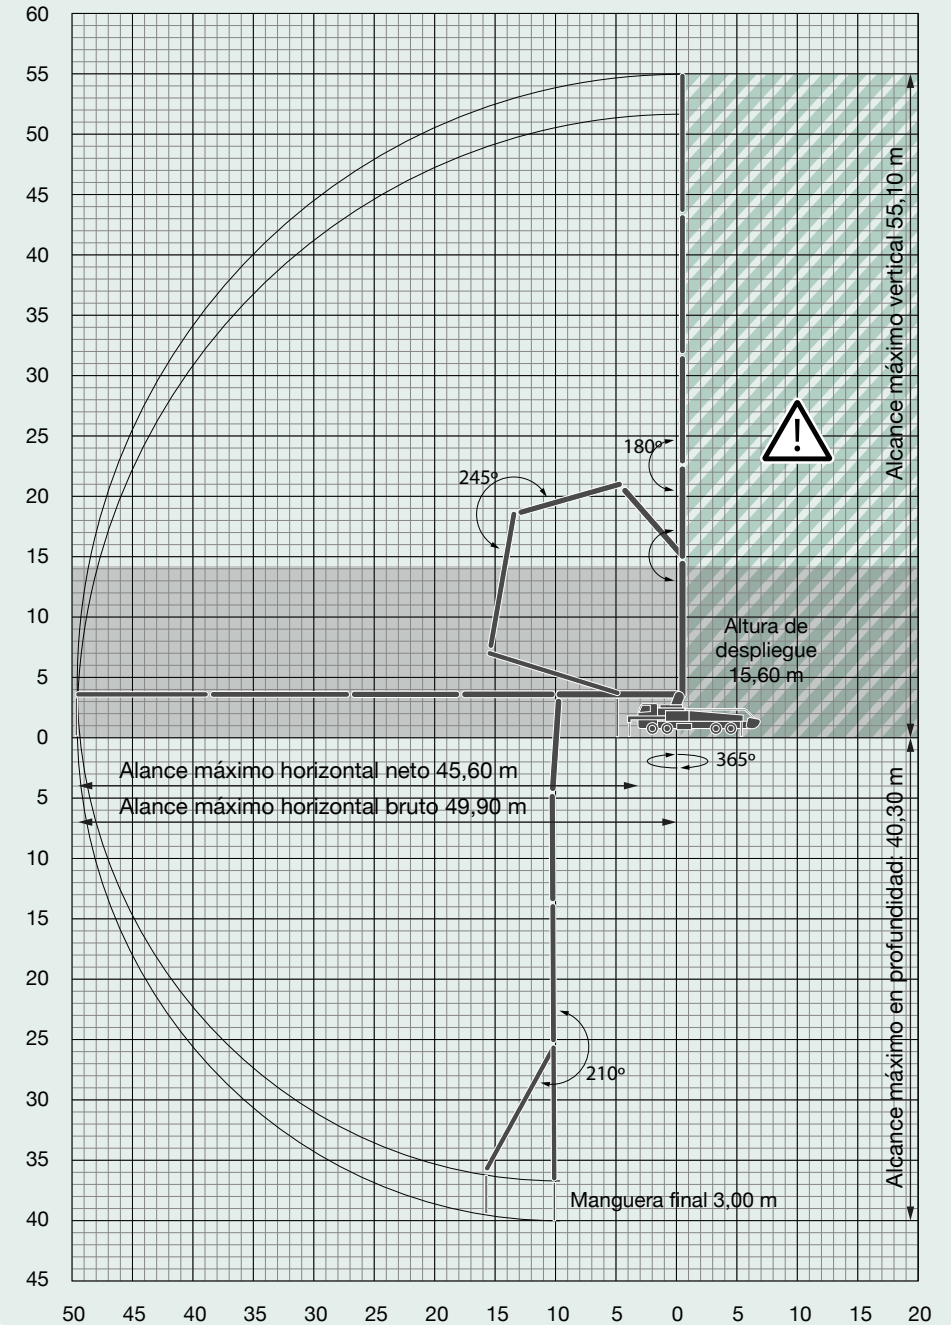 60
55
50
45
40
35
30
25
20
15
10
5
0
5
10
15
20
25
30
35
40
45
50 45 40 35 30 25 20 15 10 5 0 5 10 15 20
Alcance máximo vertical 55,10 m
180º
245º
Altura de
despliegue
15,60 m
365º
Alance máximo horizontal neto 45,60 m
Alance máximo horizontal bruto 49,90 m
Alcance máximo en profundidad: 40,30 m
210º
Manguera final 3,00 m
!